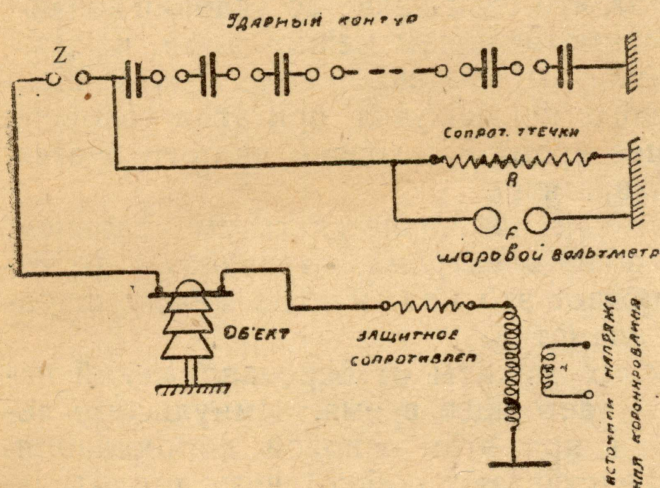 Ударный контур
Z
Сопрот. утечки
R
f
шаровой вольтметр
ОБ'ЕКТ
ЗАЩИТНОЕ
СОПРОТИВЛЕН
источник напряж
ния коронирования